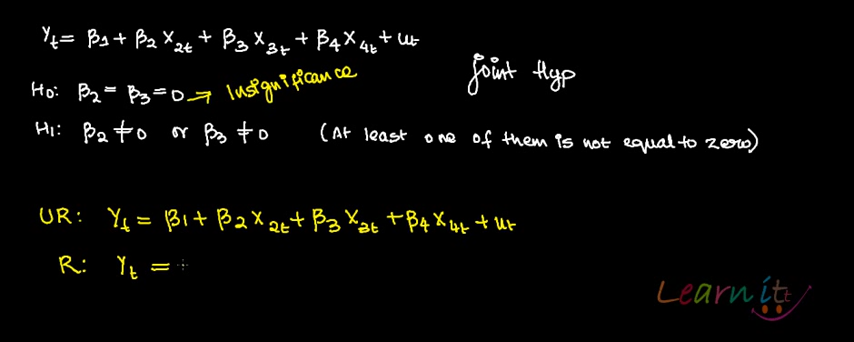 Yt = β1 + β2 X2t + β3 X3t + β4 X4t + ut
Joint Hyp
H0: β2 = β3 = 0 → Insignificance
H1: β2 ≠ 0 or β3 ≠ 0 (At least one of them is not equal to zero)
UR: Yt = β1 + β2 X2t + β3 X3t + β4 X4t + ut
R: Yt =
Learnitt